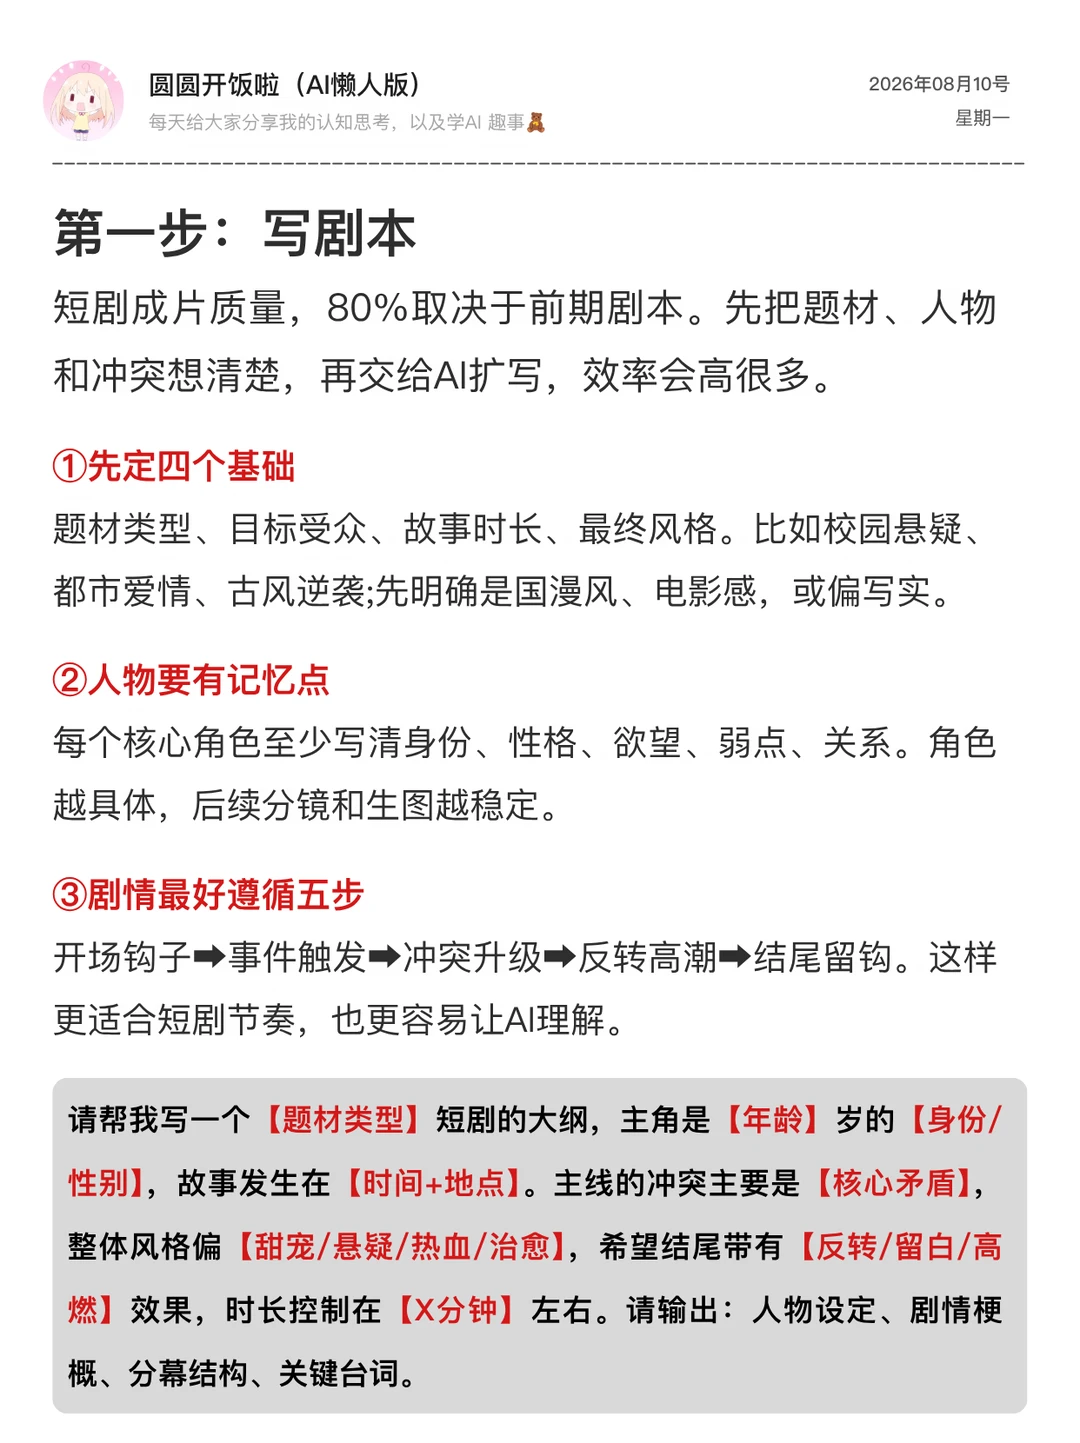 圆圆开饭啦（AI懒人版）
2026年08月10号
每天给大家分享我的认知思考，以及学AI 趣事🧸
星期一
第一步：写剧本
短剧成片质量，80%取决于前期剧本。先把题材、人物
和冲突想清楚，再交给AI扩写，效率会高很多。
①先定四个基础
题材类型、目标受众、故事时长、最终风格。比如校园悬疑、
都市爱情、古风逆袭;先明确是国漫风、电影感，或偏写实。
②人物要有记忆点
每个核心角色至少写清身份、性格、欲望、弱点、关系。角色
越具体，后续分镜和生图越稳定。
③剧情最好遵循五步
开场钩子➡事件触发➡冲突升级➡反转高潮➡结尾留钩。这样
更适合短剧节奏，也更容易让AI理解。
请帮我写一个【题材类型】短剧的大纲，主角是【年龄】岁的【身份/
性别】，故事发生在【时间+地点】。主线的冲突主要是【核心矛盾】，
整体风格偏【甜宠/悬疑/热血/治愈】，希望结尾带有【反转/留白/高
燃】效果，时长控制在【X分钟】左右。请输出：人物设定、剧情梗
概、分幕结构、关键台词。